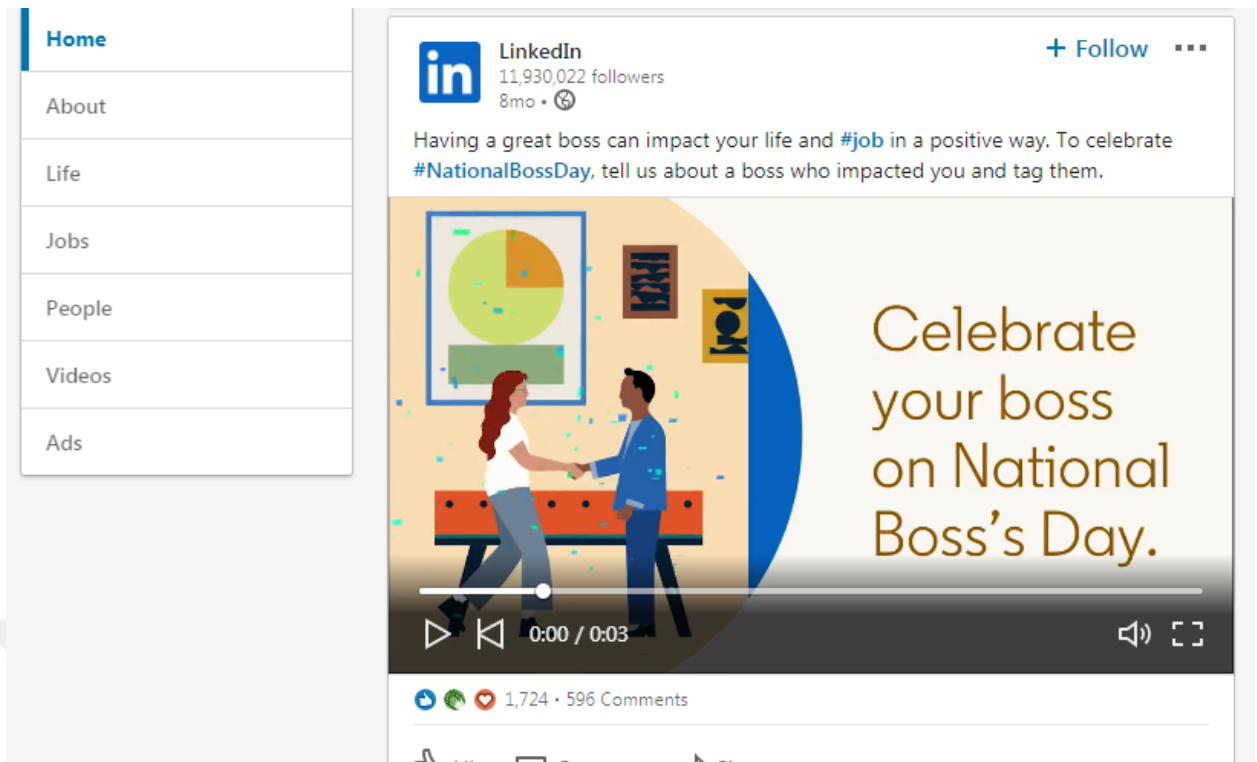 Home
About
Life
Jobs
People
Videos
Ads
in
LinkedIn
+ Follow
11,930,022 followers
8mo •
Having a great boss can impact your life and #job in a positive way. To celebrate
#NationalBossDay, tell us about a boss who impacted you and tag them.
Celebrate
your boss
on National
Boss's Day.
0:00 / 0:03
1,724 • 596 Comments